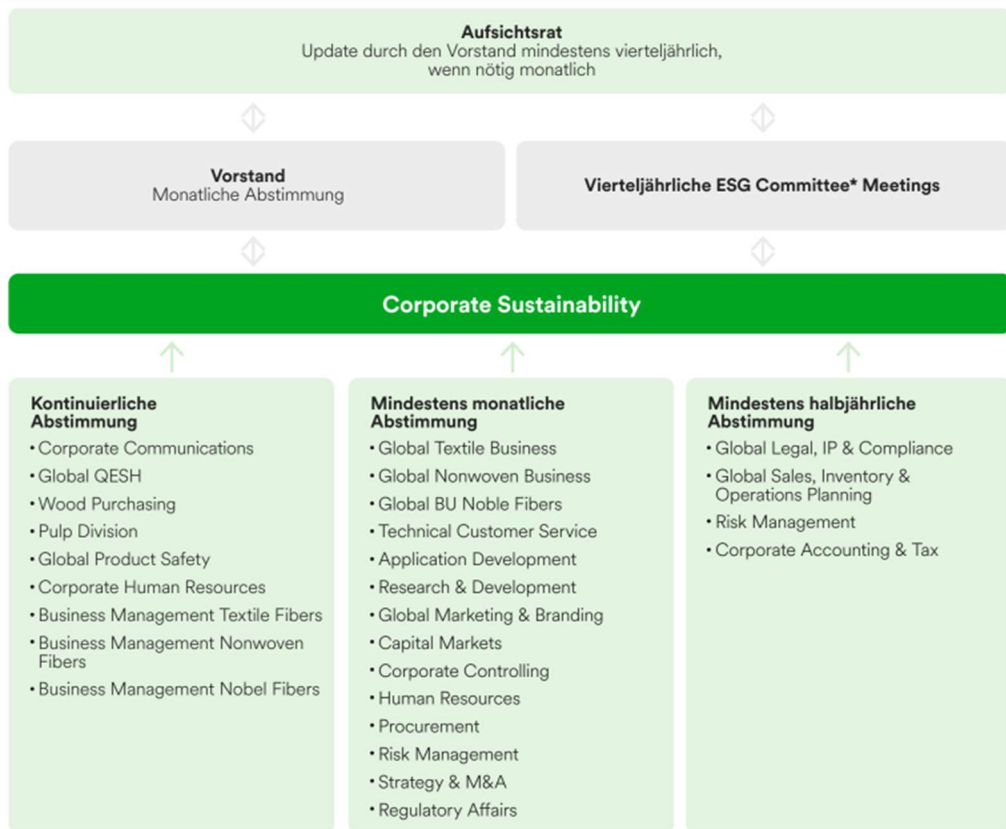 Aufsichtsrat
Update durch den Vorstand mindestens vierteljährlich,
wenn nötig monatlich
Vorstand
Monatliche Abstimmung
Vierteljährliche ESG Committee* Meetings
Corporate Sustainability
Kontinuierliche
Abstimmung
• Corporate Communications
• Global QESH
• Wood Purchasing
• Pulp Division
• Global Product Safety
• Corporate Human Resources
• Business Management Textile Fibers
• Business Management Nonwoven
Fibers
• Business Management Nobel Fibers
Mindestens monatliche
Abstimmung
• Global Textile Business
• Global Nonwoven Business
• Global BU Noble Fibers
• Technical Customer Service
• Application Development
• Research & Development
• Global Marketing & Branding
• Capital Markets
• Corporate Controlling
• Human Resources
• Procurement
• Risk Management
• Strategy & M&A
• Regulatory Affairs
Mindestens halbjährliche
Abstimmung
• Global Legal, IP & Compliance
• Global Sales, Inventory &
Operations Planning
• Risk Management
• Corporate Accounting & Tax